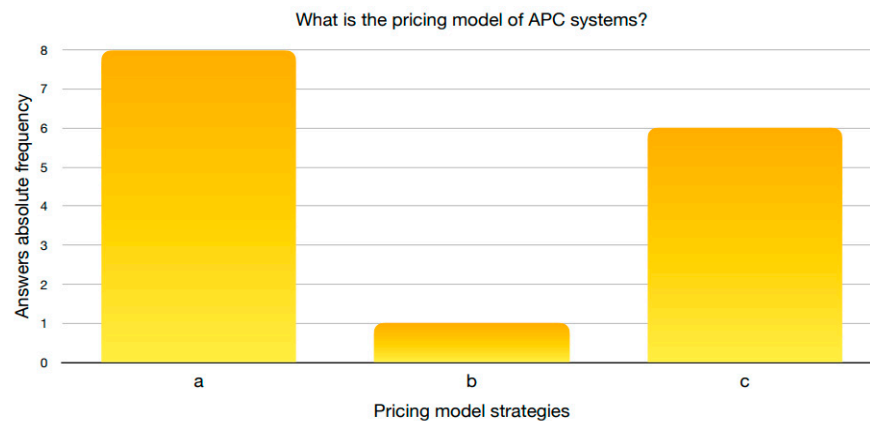 What is the pricing model of APC systems?
Answers absolute frequency
8
7
6
5
4
3
2
1
0
a b c
Pricing model strategies